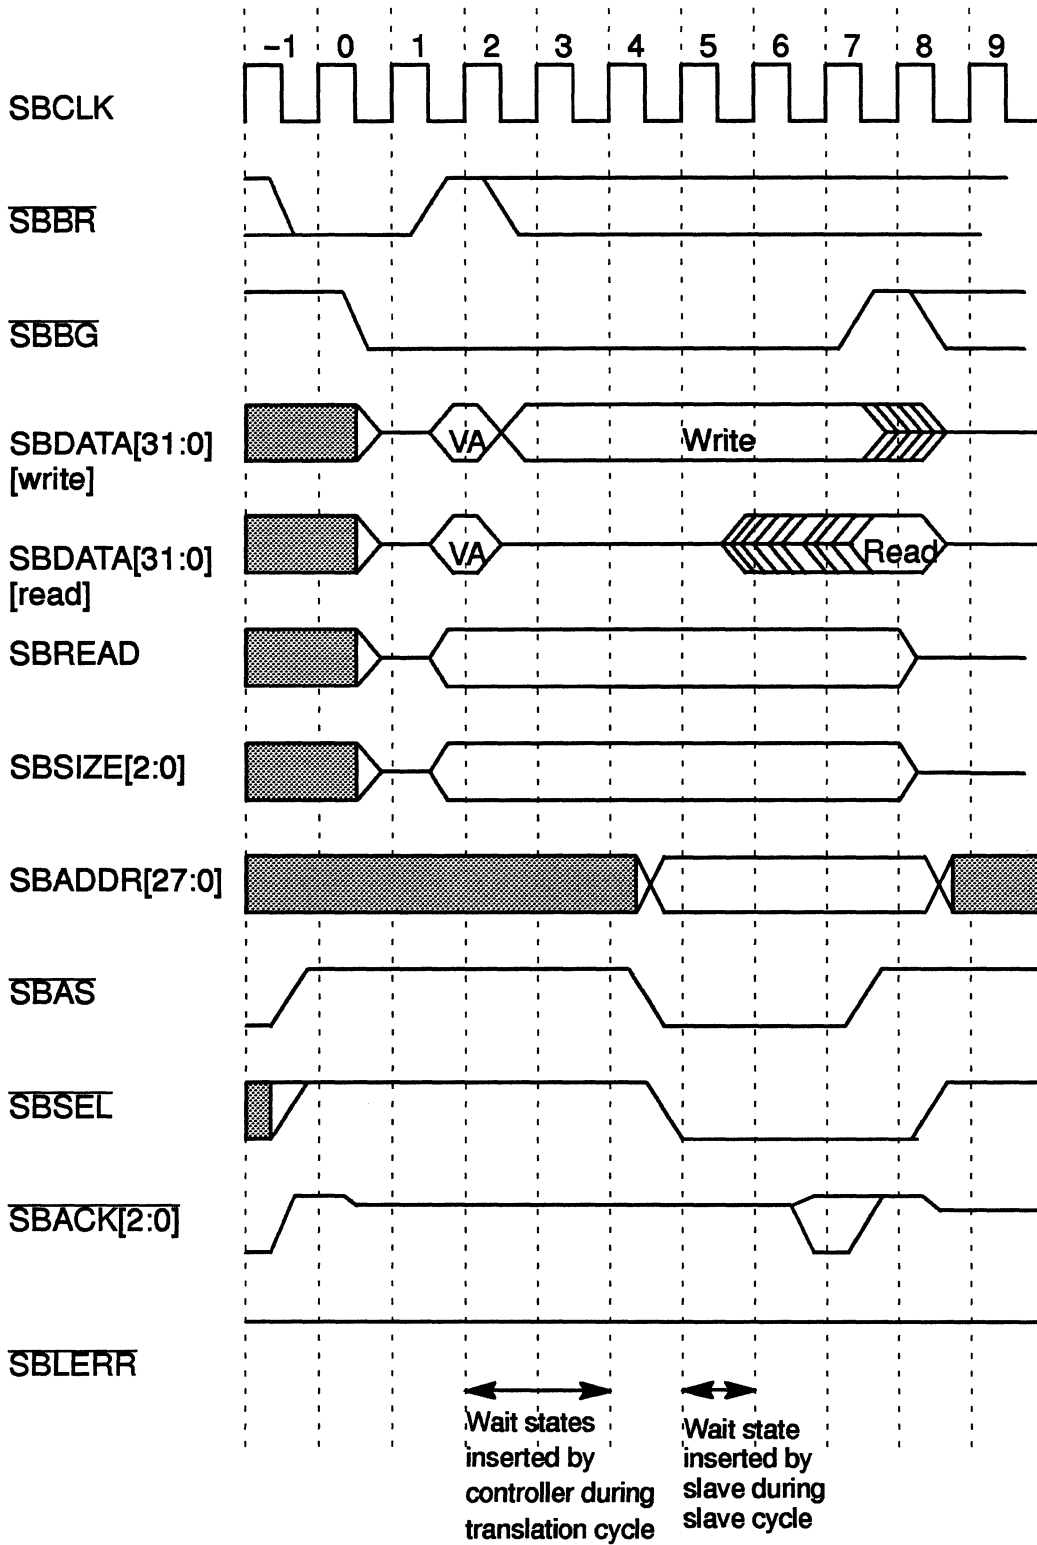 -1 0 1 2 3 4 5 6 7 8 9
SBCLK
SBBR
SBBG
SBDATA[31:0]
[write]
VA Write
SBDATA[31:0]
[read]
VA Read
SBREAD
SBSIZE[2:0]
SBADDR[27:0]
SBAS
SBSEL
SBACK[2:0]
SBLERR
Wait states
inserted by
controller during
translation cycle
Wait state
inserted by
slave during
slave cycle